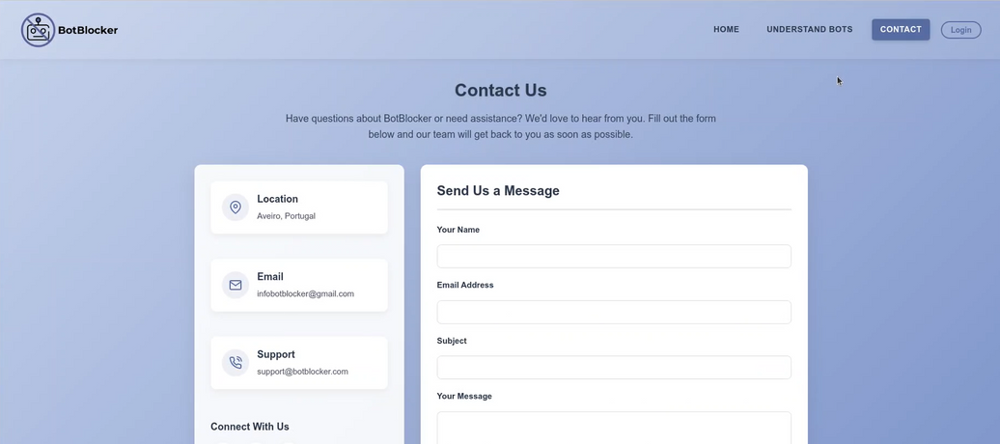 BotBlocker
HOME
UNDERSTAND BOTS
CONTACT
Login
Contact Us
Have questions about BotBlocker or need assistance? We'd love to hear from you. Fill out the form
below and our team will get back to you as soon as possible.
Location
Aveiro, Portugal
Email
infobotblocker@gmail.com
Support
support@botblocker.com
Connect With Us
Send Us a Message
Your Name
Email Address
Subject
Your Message